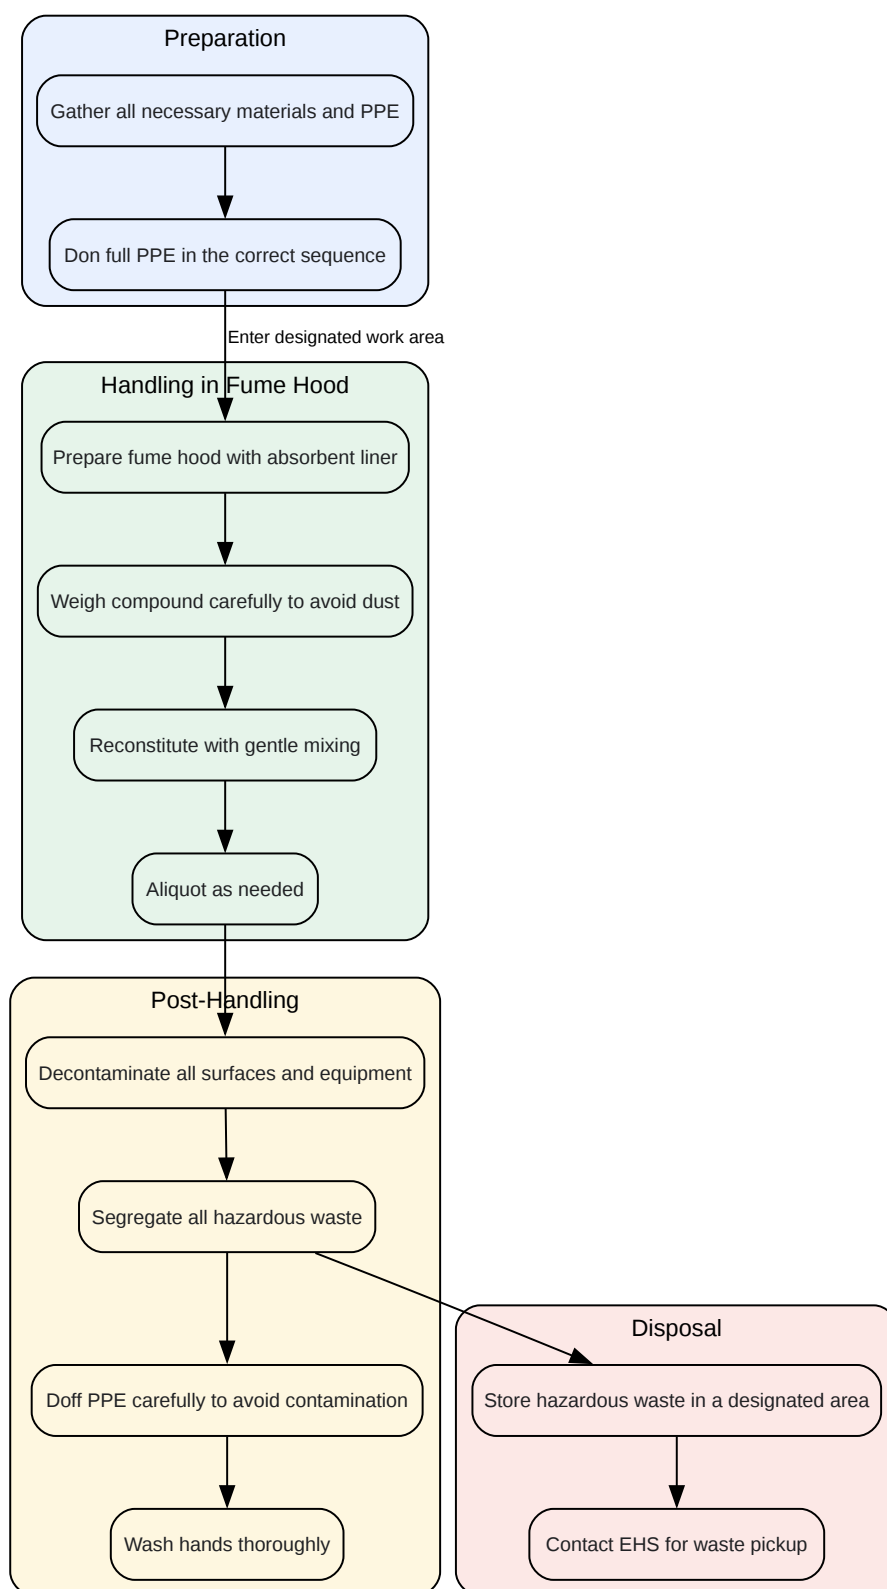 Preparation
Gather all necessary materials and PPE
Don full PPE in the correct sequence
Enter designated work area
Handling in Fume Hood
Prepare fume hood with absorbent liner
Weigh compound carefully to avoid dust
Reconstitute with gentle mixing
Aliquot as needed
Post-Handling
Decontaminate all surfaces and equipment
Segregate all hazardous waste
Doff PPE carefully to avoid contamination
Wash hands thoroughly
Disposal
Store hazardous waste in a designated area
Contact EHS for waste pickup